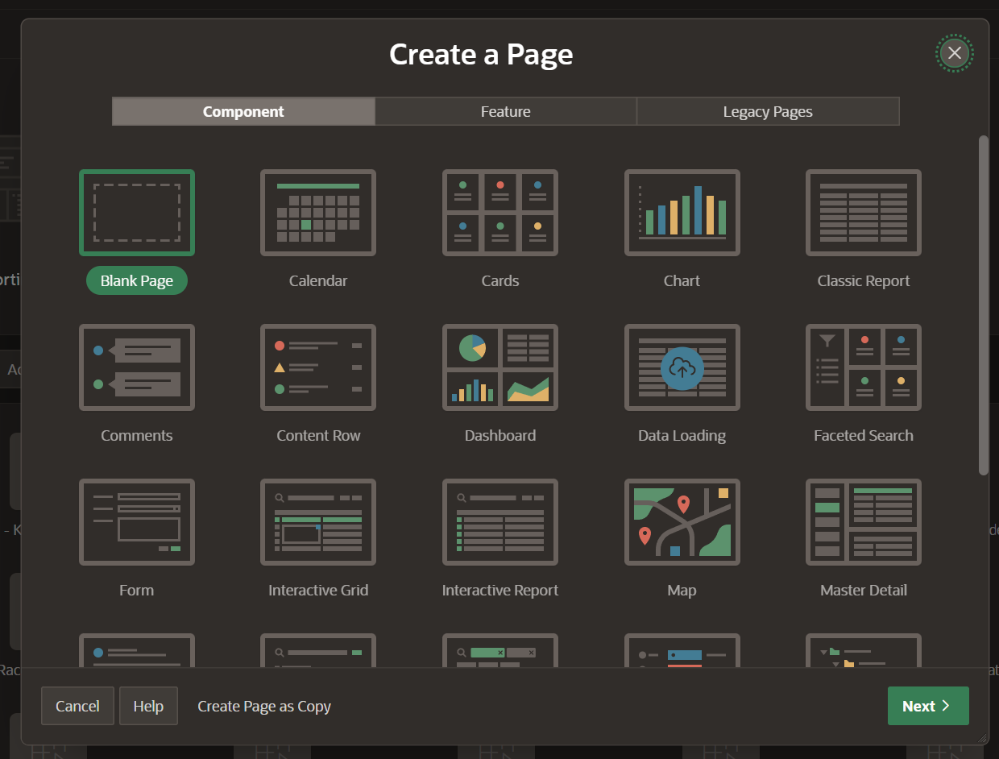 Create a Page
Component
Feature
Legacy Pages
Blank Page
Calendar
Cards
Chart
Classic Report
Comments
Content Row
Dashboard
Data Loading
Faceted Search
Form
Interactive Grid
Interactive Report
Map
Master Detail
Cancel
Help
Create Page as Copy
Next